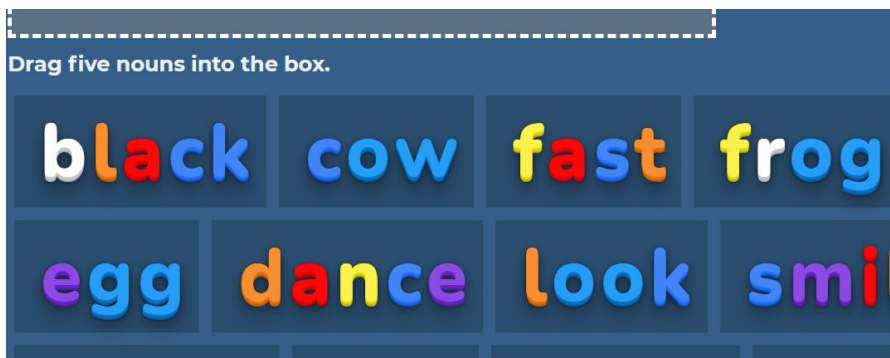 Drag five nouns into the box.
black cow fast frog
egg dance look